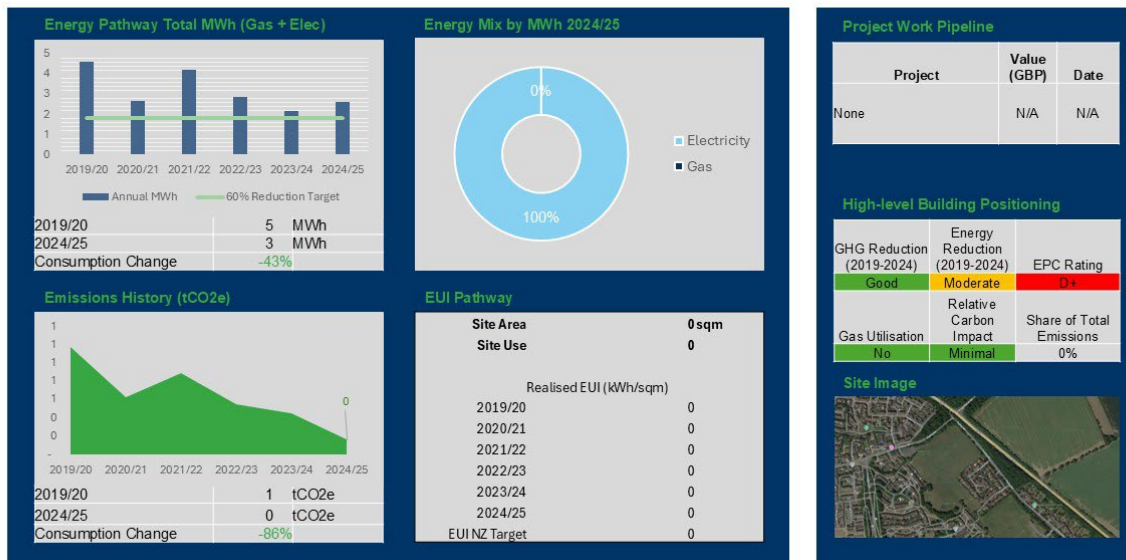 Energy Pathway Total MWh (Gas + Elec)
5
4
4
3
3
2
2
1
1
0
2019/20 2020/21 2021/22 2022/23 2023/24 2024/25
Annual MWh 60% Reduction Target
2019/20 5 MWh
2024/25 3 MWh
Consumption Change -43%
Energy Mix by MWh 2024/25
0%
100%
Electricity
Gas
Emissions History (tCO2e)
1
1
1
1
1
0
0
-
0
2019/20 2020/21 2021/22 2022/23 2023/24 2024/25
2019/20 1 tCO2e
2024/25 0 tCO2e
Consumption Change -86%
EUI Pathway
Site Area 0 sqm
Site Use 0
Realised EUI (kWh/sqm)
2019/20 0
2020/21 0
2021/22 0
2022/23 0
2023/24 0
2024/25 0
EUI NZ Target 0
Project Work Pipeline
Project Value (GBP) Date
None N/A N/A
High-level Building Positioning
GHG Reduction (2019-2024) Energy Reduction (2019-2024) EPC Rating
Good Moderate D+
Gas Utilisation Relative Carbon Impact Share of Total Emissions
No Minimal 0%
Site Image